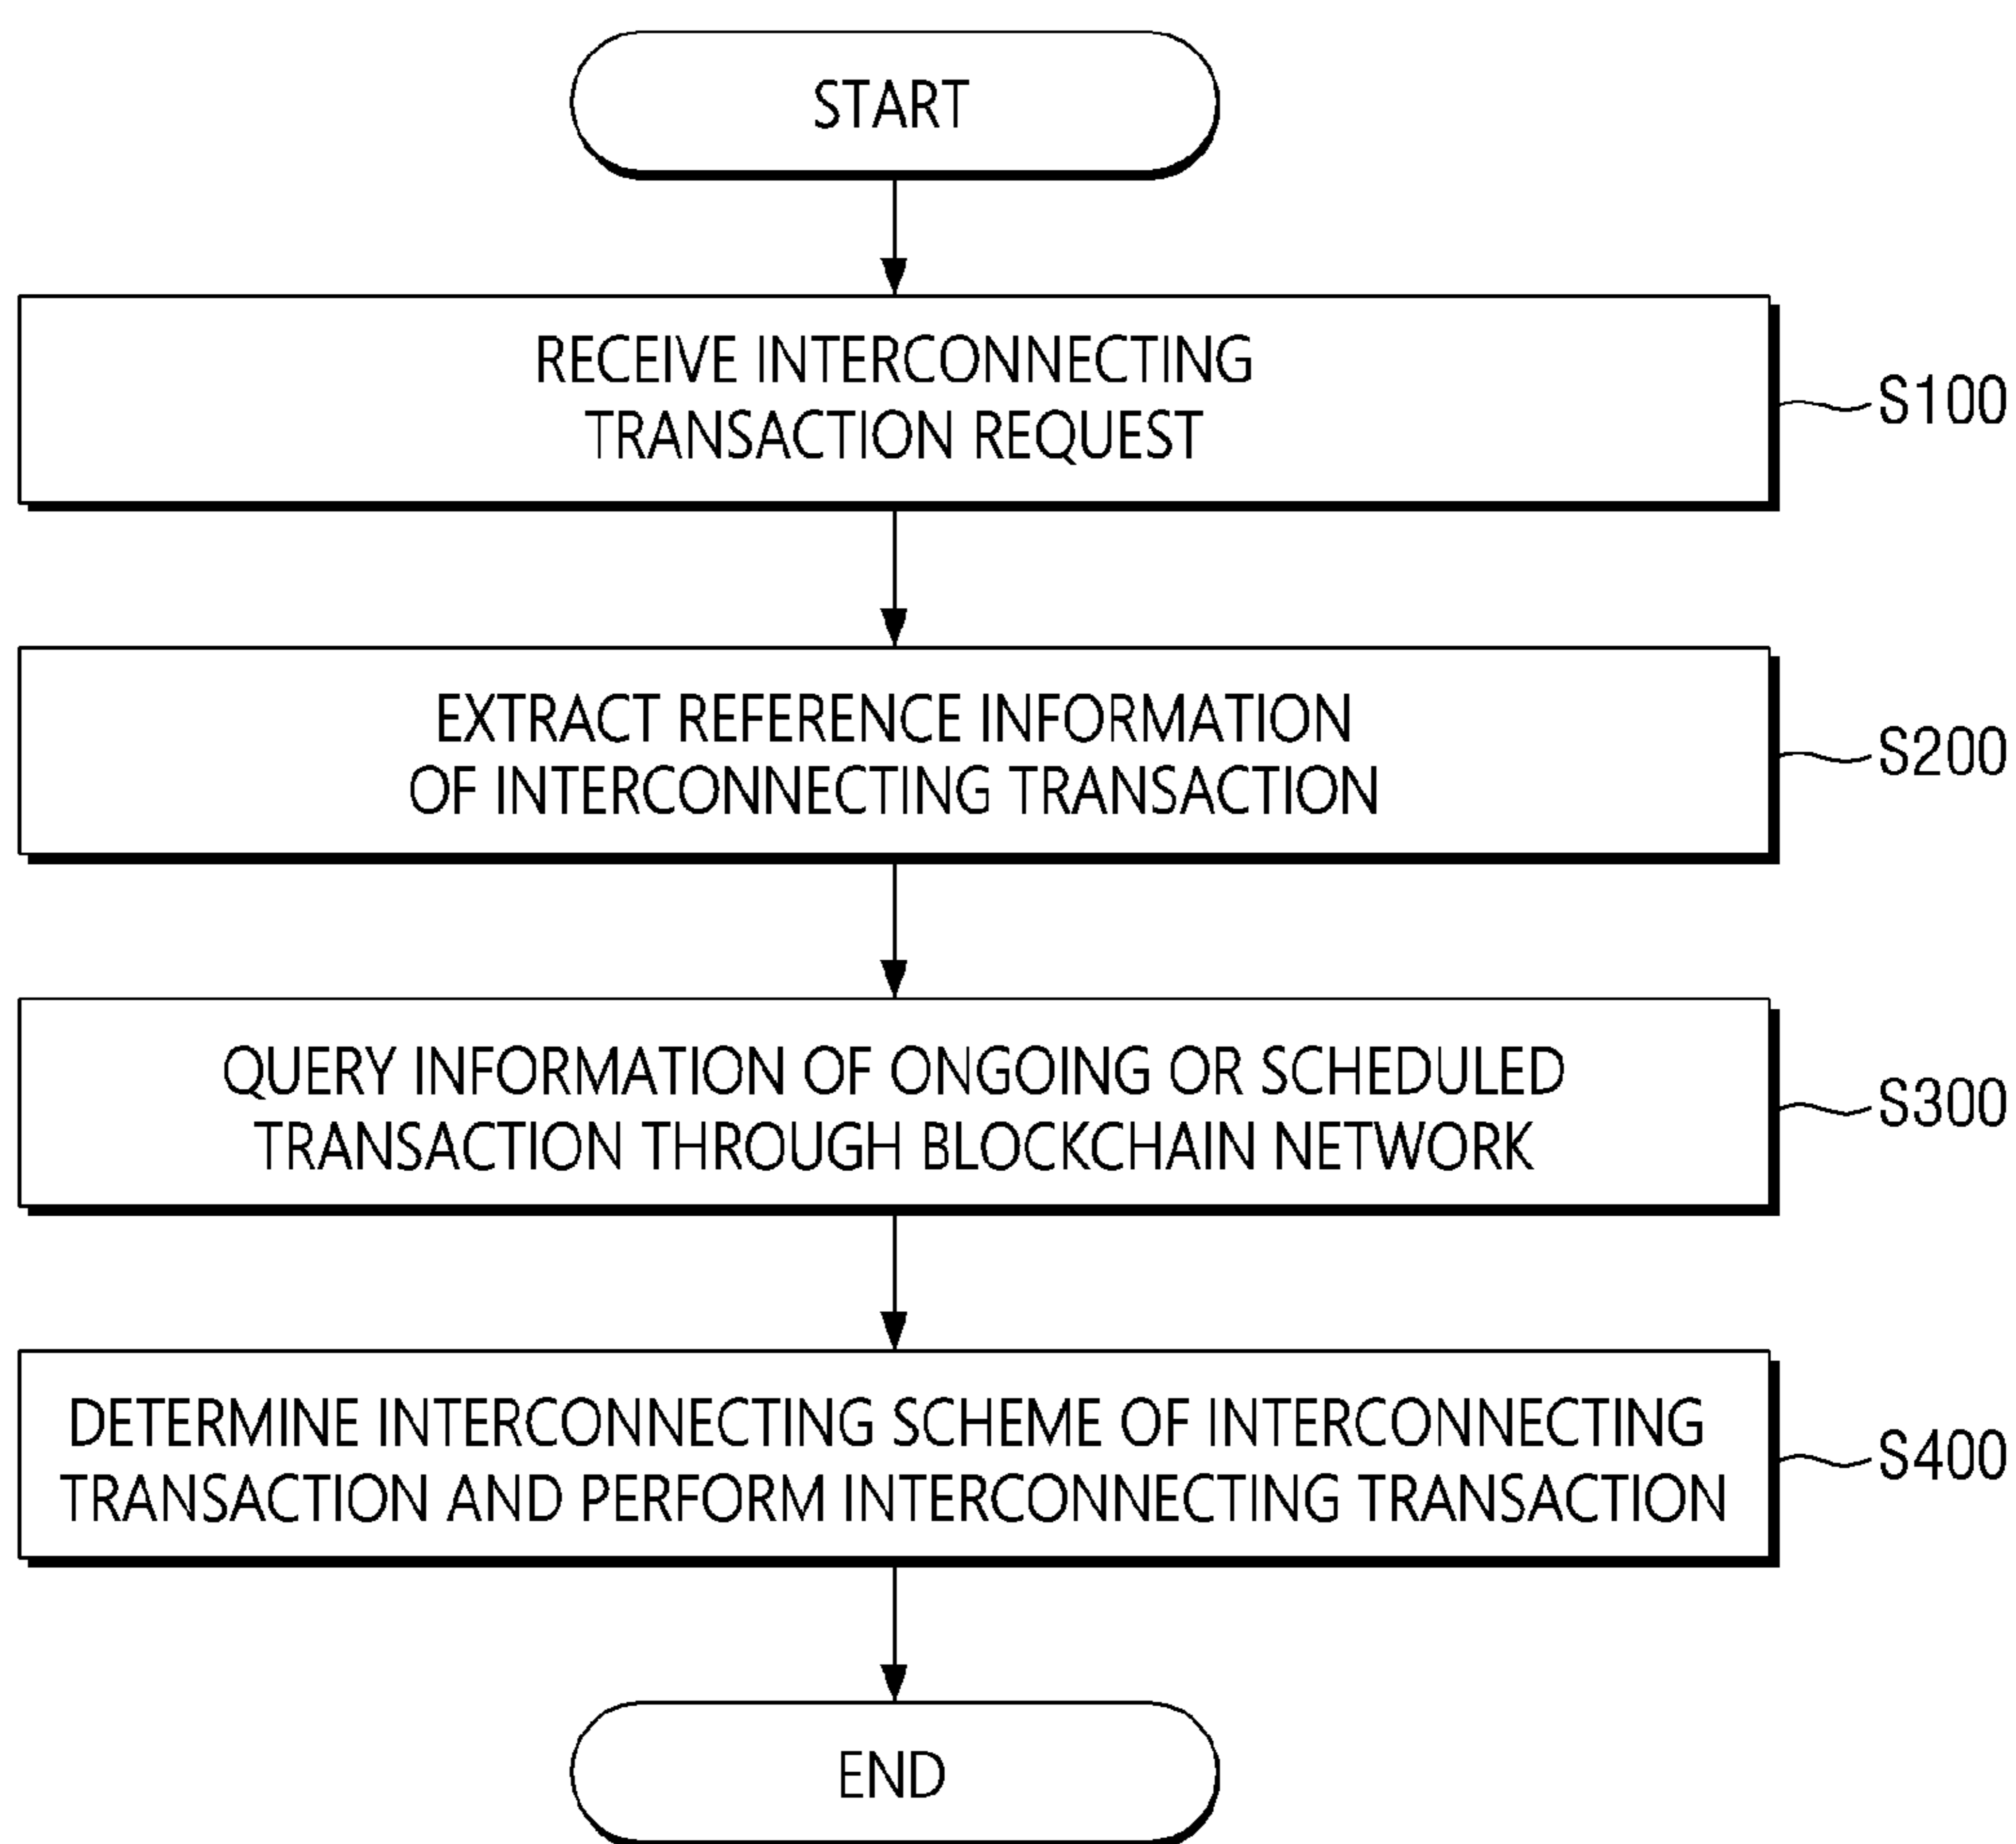 START
RECEIVE INTERCONNECTING
TRANSACTION REQUEST
S100
EXTRACT REFERENCE INFORMATION
OF INTERCONNECTING TRANSACTION
S200
QUERY INFORMATION OF ONGOING OR SCHEDULED
TRANSACTION THROUGH BLOCKCHAIN NETWORK
S300
DETERMINE INTERCONNECTING SCHEME OF INTERCONNECTING
TRANSACTION AND PERFORM INTERCONNECTING TRANSACTION
S400
END